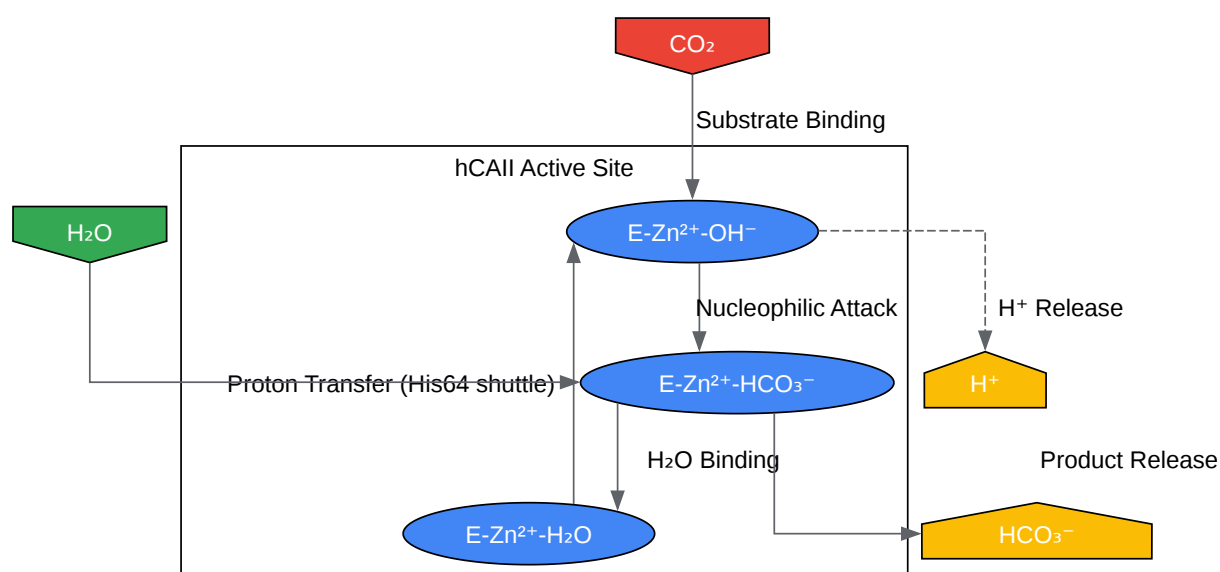 CO₂
Substrate Binding
hCAII Active Site
H₂O
E-Zn²⁺-OH⁻
Nucleophilic Attack
H⁺ Release
Proton Transfer (His64 shuttle)
E-Zn²⁺-HCO₃⁻
H⁺
H₂O Binding
Product Release
E-Zn²⁺-H₂O
HCO₃⁻